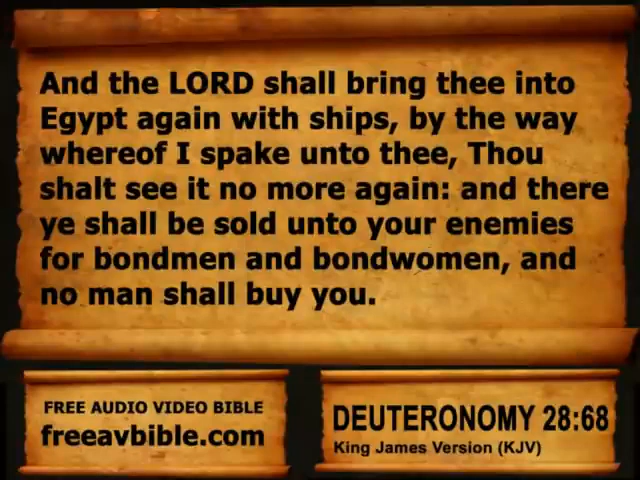 And the LORD shall bring thee into
Egypt again with ships, by the way
whereof I spake unto thee, Thou
shalt see it no more again: and there
ye shall be sold unto your enemies
for bondmen and bondwomen, and
no man shall buy you.
FREE AUDIO VIDEO BIBLE
freeavbible.com
DEUTERONOMY 28:68
King James Version (KJV)